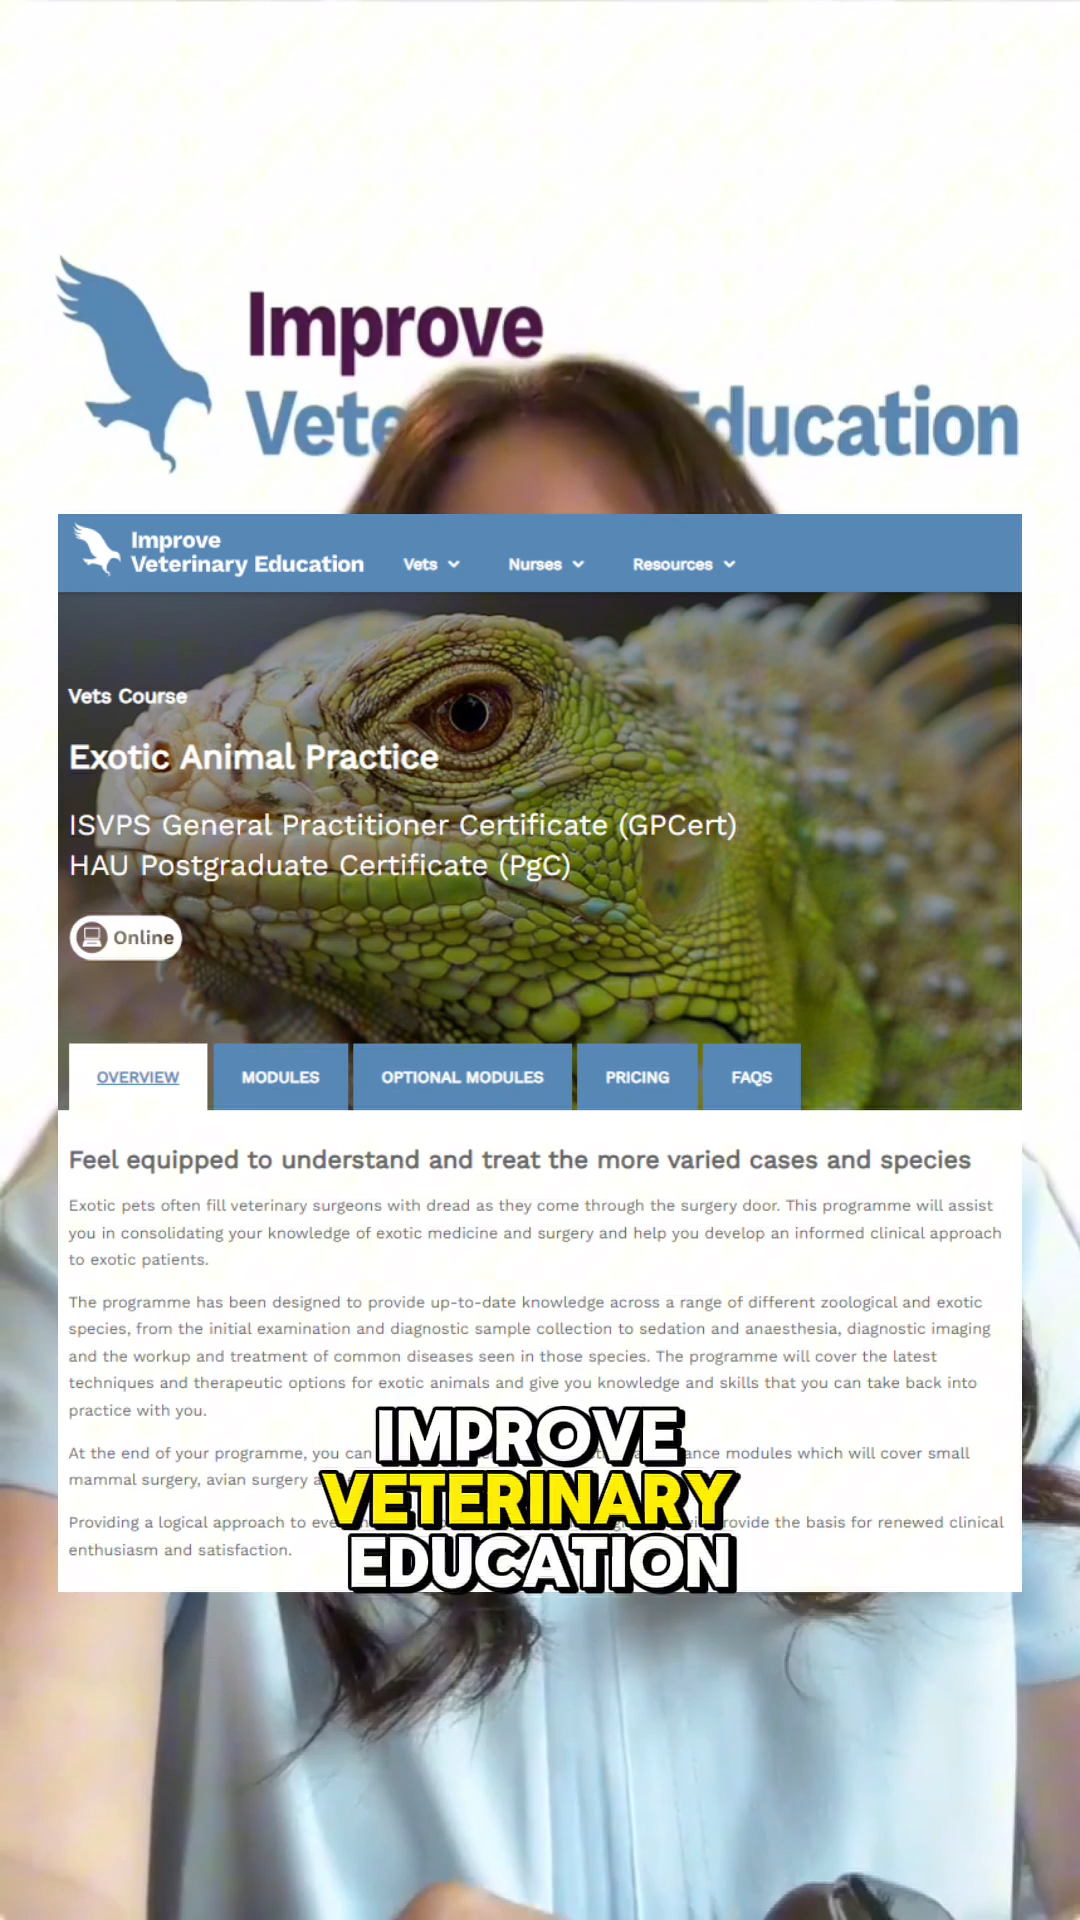 Improve
Education
Improve
Veterinary Education
Vets
Nurses
Resources
Vets Course
Exotic Animal Practice
ISVPS General Practitioner Certificate (GPCert)
HAU Postgraduate Certificate (PgC)
Online
OVERVIEW
MODULES
OPTIONAL MODULES
PRICING
FAQS
Feel equipped to understand and treat the more varied cases and species
Exotic pets often fill veterinary surgeons with dread as they come through the surgery door. This programme will assist
you in consolidating your knowledge of exotic medicine and surgery and help you develop an informed clinical approach
to exotic patients.
The programme has been designed to provide up-to-date knowledge across a range of different zoological and exotic
species, from the initial examination and diagnostic sample collection to sedation and anaesthesia, diagnostic imaging
and the workup and treatment of common diseases seen in those species. The programme will cover the latest
techniques and therapeutic options for exotic animals and give you knowledge and skills that you can take back into
practice with you.
At the end of your programme, you can modules which will cover small
mammal surgery, avian surgery
Providing a logical approach to the basis for renewed clinical
enthusiasm and satisfaction.
IMPROVE
VETERINARY
EDUCATION